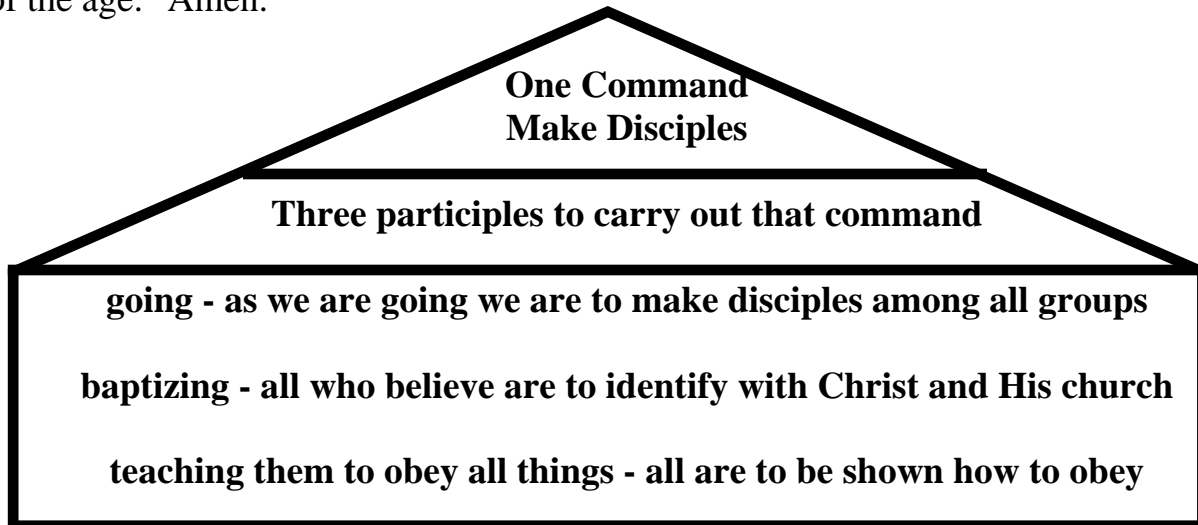 of the age." Amen.
One Command
Make Disciples
Three participles to carry out that command
going - as we are going we are to make disciples among all groups
baptizing - all who believe are to identify with Christ and His church
teaching them to obey all things - all are to be shown how to obey